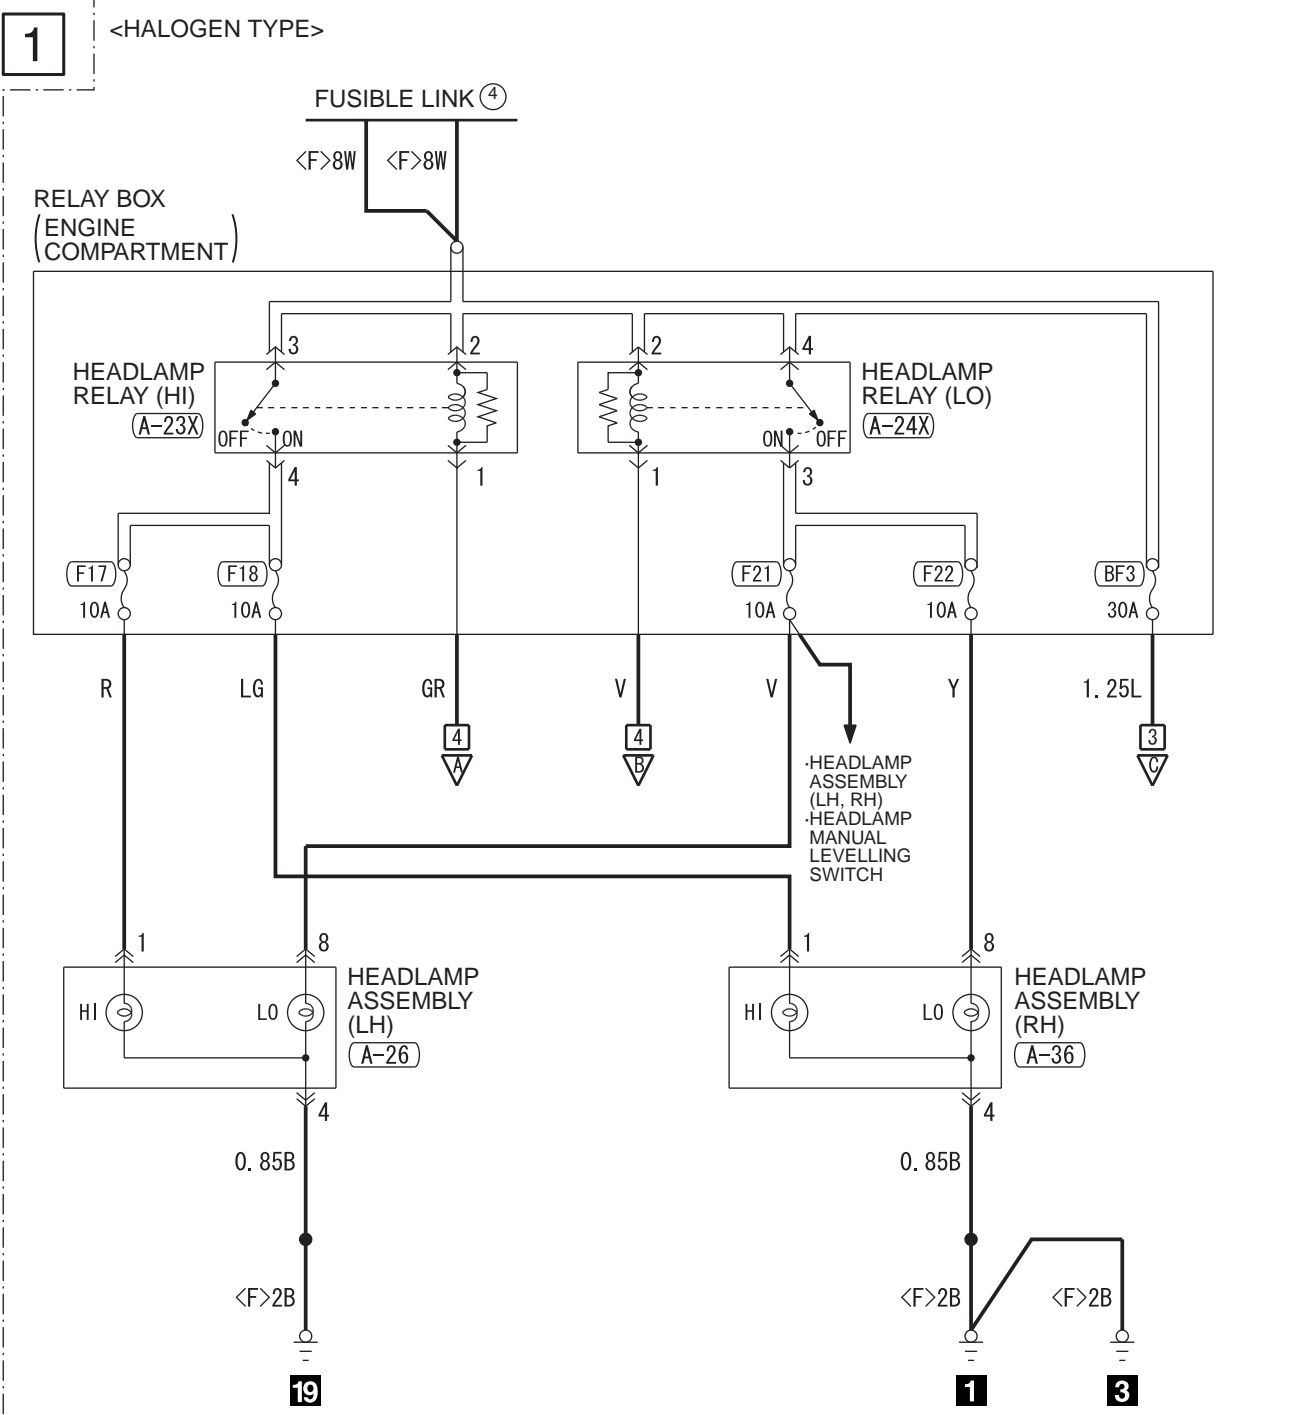 1 <HALOGEN TYPE>
FUSIBLE LINK 4
<F>8W <F>8W
RELAY BOX
(ENGINE
COMPARTMENT)
3 2 2 4
HEADLAMP
RELAY (HI)
A-23X
OFF ON
HEADLAMP
RELAY (LO)
A-24X
ON OFF
4 1 1 3
F17 F18 F21 F22 BF3
10A 10A 10A 10A 30A
R LG GR V V Y 1.25L
4 4 3
A B C
·HEADLAMP
ASSEMBLY
(LH, RH)
·HEADLAMP
MANUAL
LEVELLING
SWITCH
1 8 1 8
HI LO
HEADLAMP
ASSEMBLY
(LH)
A-26
HI LO
HEADLAMP
ASSEMBLY
(RH)
A-36
4 4
0.85B 0.85B
<F>2B <F>2B <F>2B
19 1 3